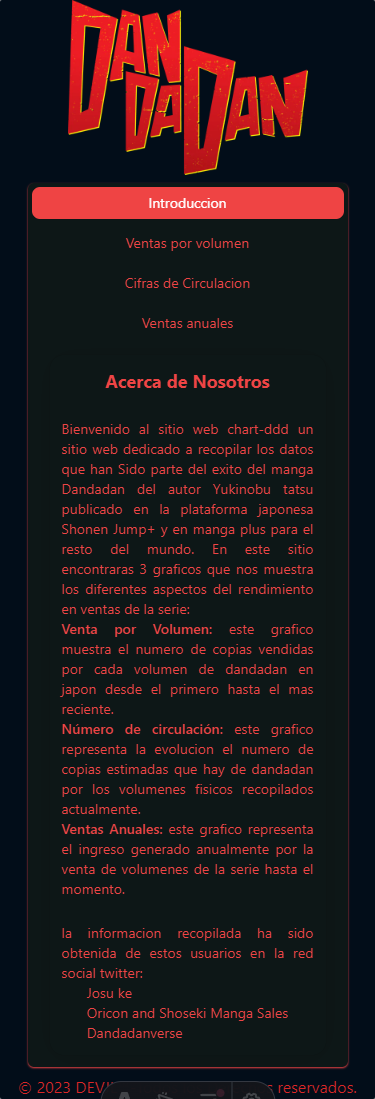 DANDADAN
Introduccion
Ventas por volumen
Cifras de Circulacion
Ventas anuales
Acerca de Nosotros
Bienvenido al sitio web chart-ddd un
sitio web dedicado a recopilar los datos
que han Sido parte del exito del manga
Dandadan del autor Yukinobu tatsu
publicado en la plataforma japonesa
Shonen Jump+ y en manga plus para el
resto del mundo. En este sitio
encontraras 3 graficos que nos muestra
los diferentes aspectos del rendimiento
en ventas de la serie:
Venta por Volumen: este grafico
muestra el numero de copias vendidas
por cada volumen de dandadan en
japon desde el primero hasta el mas
reciente.
Número de circulación: este grafico
representa la evolucion el numero de
copias estimadas que hay de dandadan
por los volumenes fisicos recopilados
actualmente.
Ventas Anuales: este grafico representa
el ingreso generado anualmente por la
venta de volumenes de la serie hasta el
momento.
la informacion recopilada ha sido
obtenida de estos usuarios en la red
social twitter:
Josu ke
Oricon and Shoseki Manga Sales
Dandadanverse
© 2023 reservados.